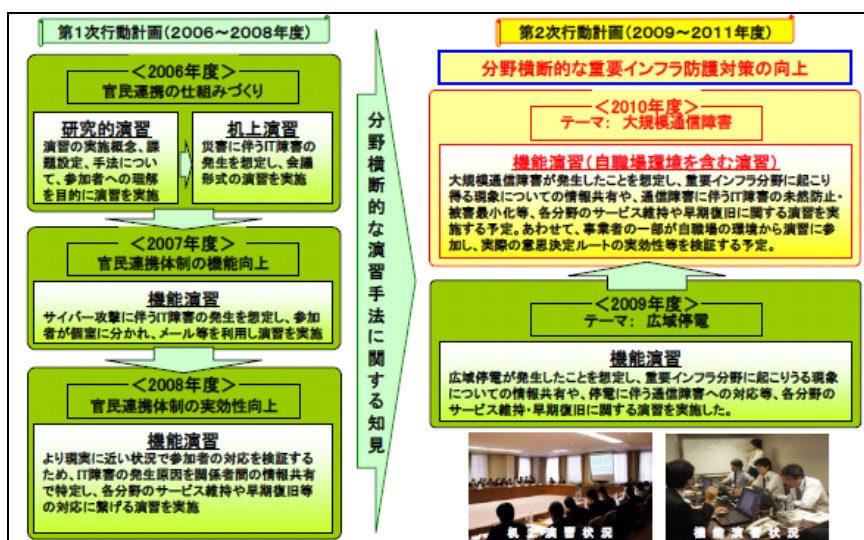 第1次行動計画(2006～2008年度)
＜2006年度＞
官民連携の仕組みづくり
研究的演習
演習の実施概念、課
題設定、手法につい
て、参加者への理解
を目的に演習を実施
机上演習
災害に伴うIT障害の
発生を想定し、会議
形式の演習を実施
＜2007年度＞
官民連携体制の機能向上
機能演習
サイバー攻撃に伴うIT障害の発生を想定し、参加
者が個室に分かれ、メール等を利用し演習を実施
＜2008年度＞
官民連携体制の実効性向上
機能演習
より現実に近い状況で参加者の対応を検証する
ため、IT障害の発生原因を関係者間の情報共有
で特定し、各分野のサービス維持や早期復旧等
の対応に繋げる演習を実施
分野横断的な演習手法に関する知見
第2次行動計画(2009～2011年度)
分野横断的な重要インフラ防護対策の向上
＜2010年度＞
テーマ： 大規模通信障害
機能演習(自職場環境を含む演習)
大規模通信障害が発生したことを想定し、重要インフラ分野に起こり
得る現象についての情報共有や、通信障害に伴うIT障害の未然防止・
被害最小化等、各分野のサービス維持や早期復旧に関する演習を実
施する予定。あわせて、事業者の一部が自職場の環境から演習に参
加し、実際の意思決定ルートの実効性等を検証する予定。
＜2009年度＞
テーマ： 広域停電
機能演習
広域停電が発生したことを想定し、重要インフラ分野に起こりうる現象
についての情報共有や、停電に伴う通信障害への対応等、各分野の
サービス維持・早期復旧に関する演習を実施した。
机上演習状況
機能演習状況